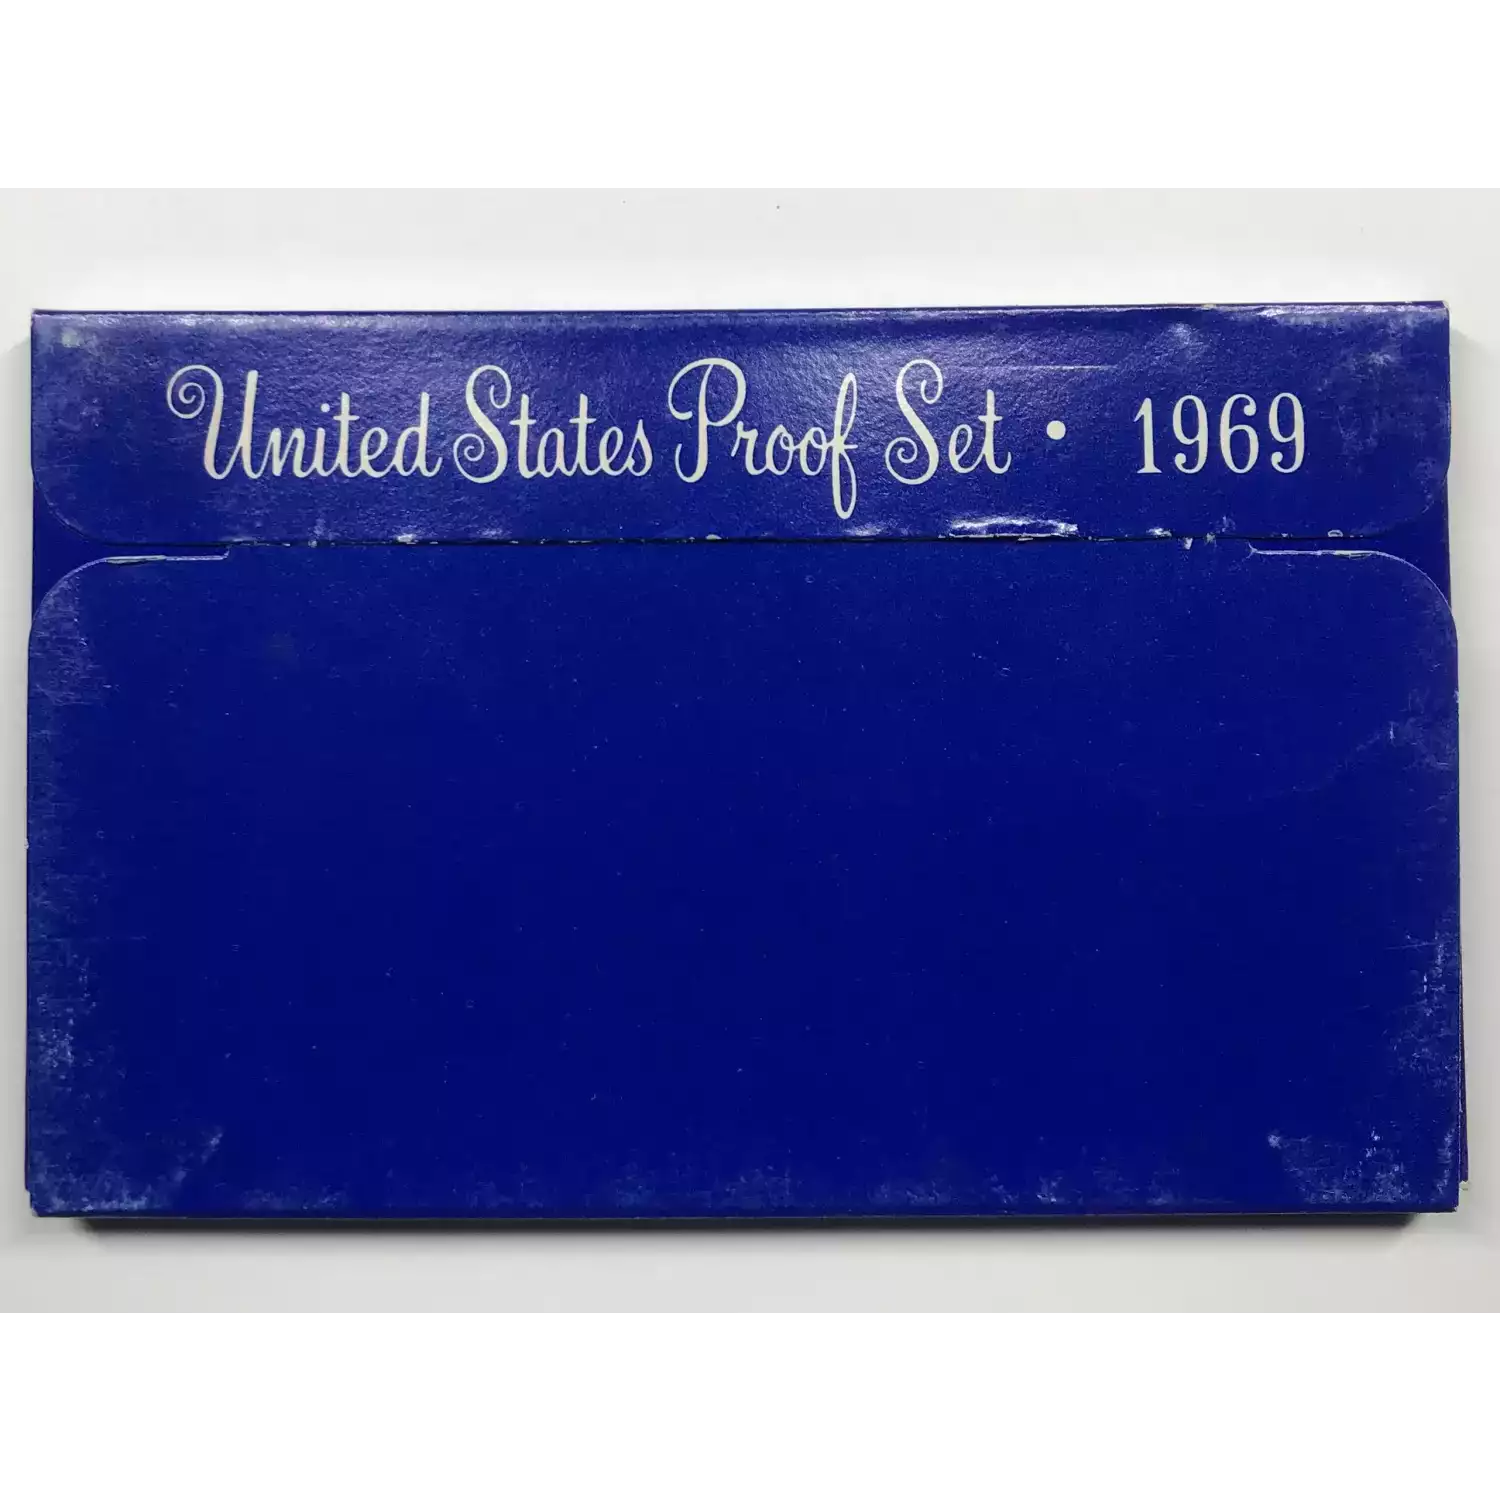 United States Proof Set • 1969